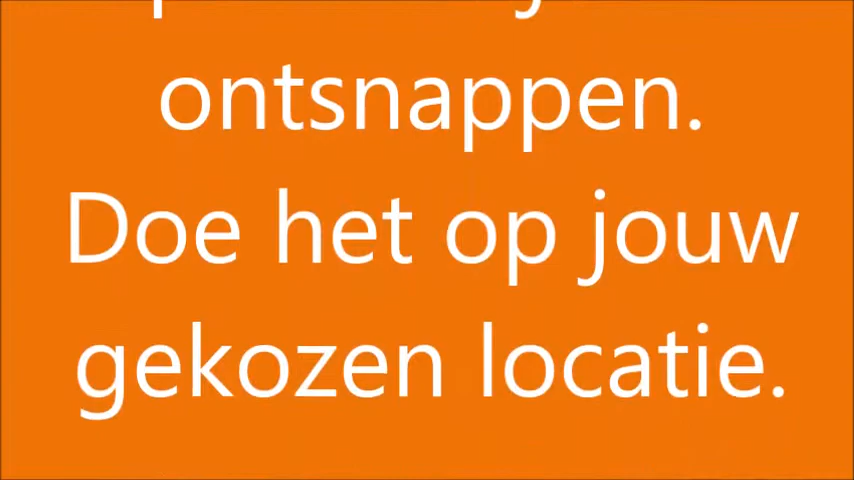 ontsnappen.
Doe het op jouw
gekozen locatie.